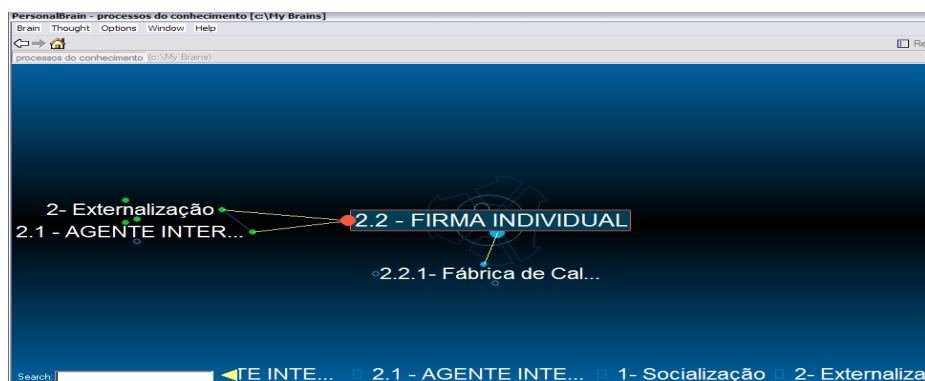 PersonalBrain - processos do conhecimento [c:\My Brains]
Brain Thought Options Window Help
Re
processos do conhecimento (c:\My Brains)
2- Externalização
2.2 - FIRMA INDIVIDUAL
2.1 - AGENTE INTER...
2.2.1- Fábrica de Cal...
Search: TE INTE... 2.1 - AGENTE INTE... 1- Socialização 2- Externaliza